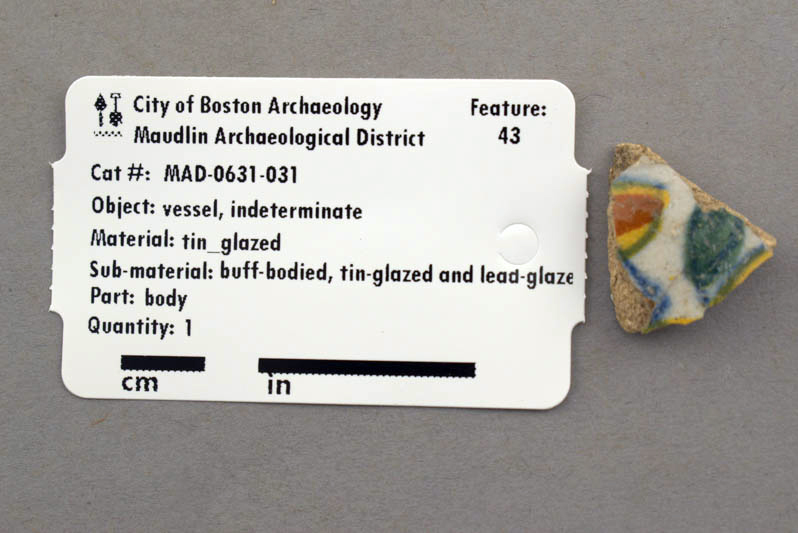 City of Boston Archaeology
Maudlin Archaeological District
Feature:
43
Cat #: MAD-0631-031
Object: vessel, indeterminate
Material: tin_glazed
Sub-material: buff-bodied, tin-glazed and lead-glaze
Part: body
Quantity: 1
cm
in